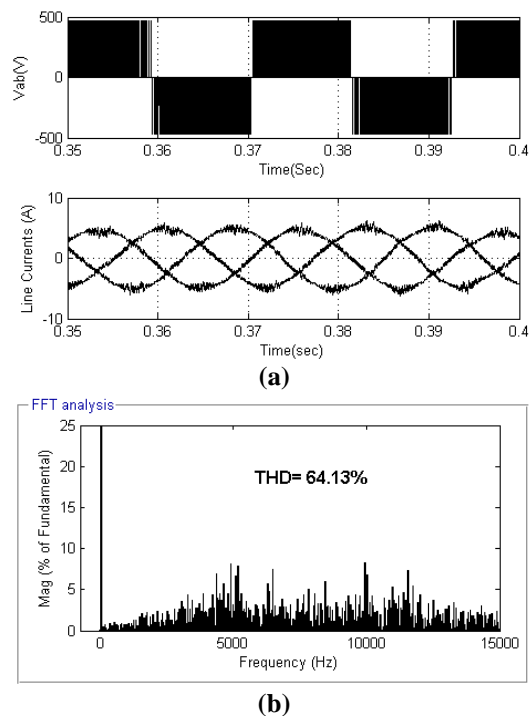 500
Vab(V)
0
-500
0.35 0.36 0.37 0.38 0.39 0.4
Time(Sec)
10
Line Currents (A)
0
-10
0.35 0.36 0.37 0.38 0.39 0.4
Time(sec)
(a)
FFT analysis
25
20
15
10
5
0
Mag (% of Fundamental)
THD= 64.13%
0 5000 10000 15000
Frequency (Hz)
(b)